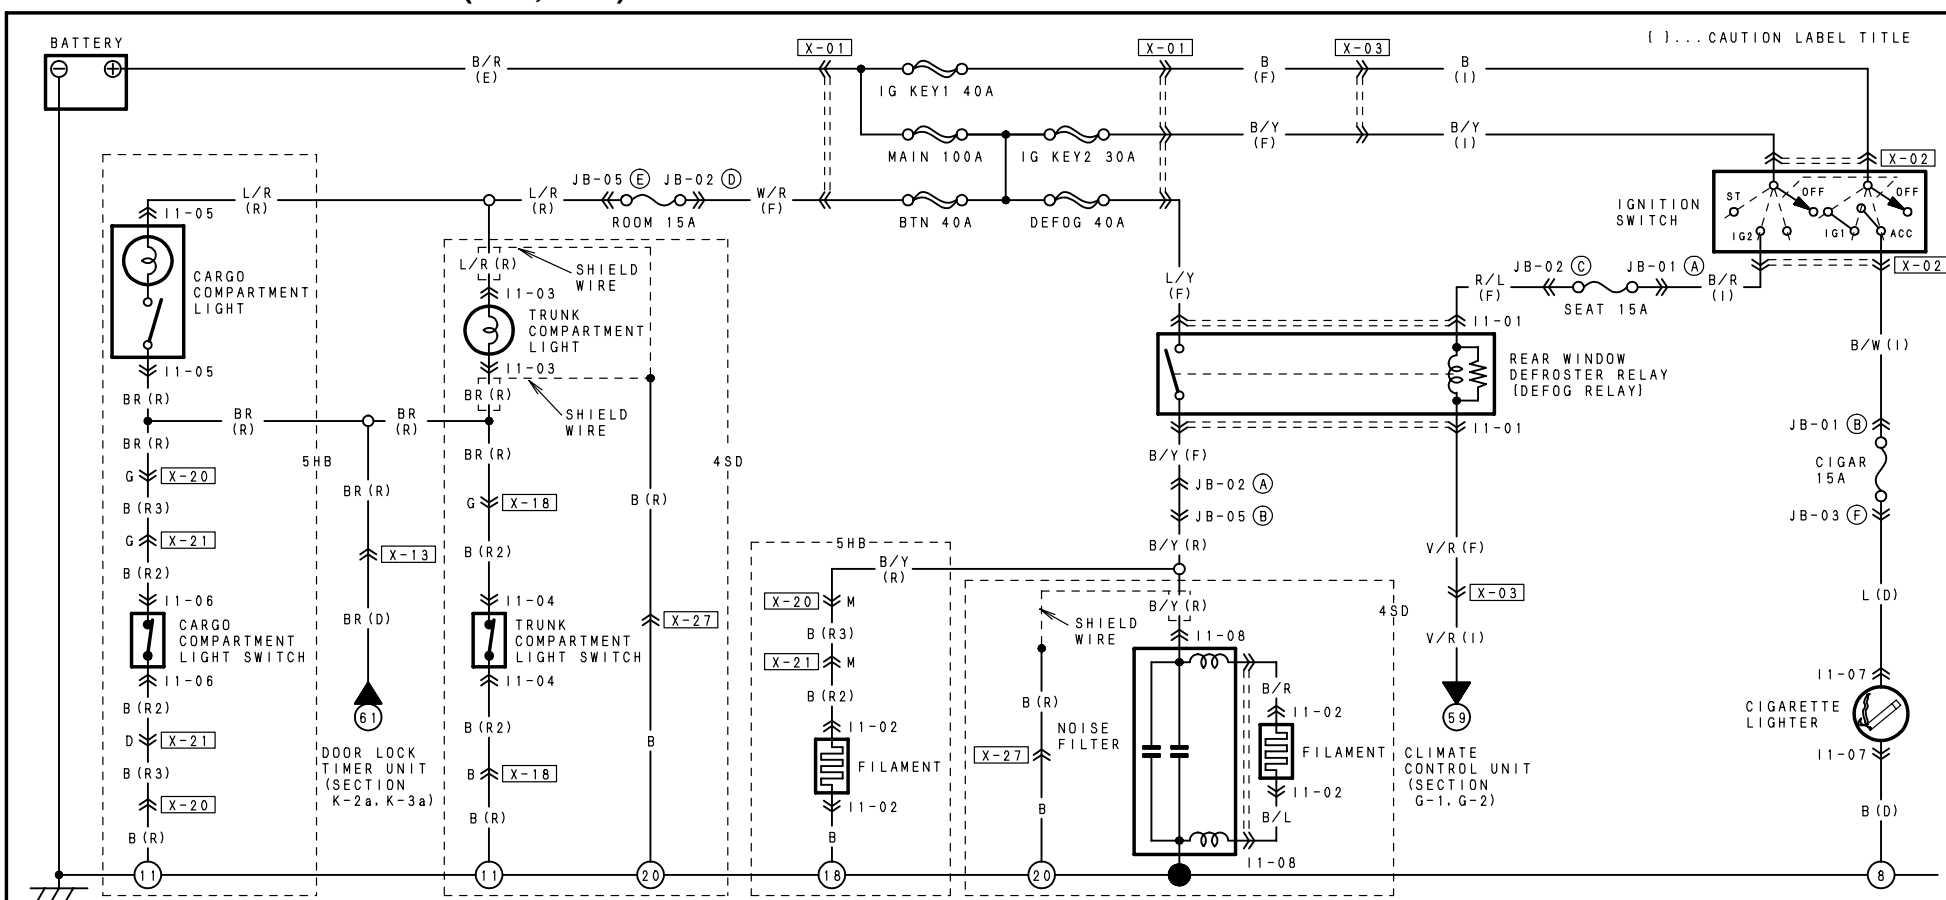 BATTERY
B/R
(E)
X-01
X-01
X-03
B
(F)
B
(I)
( )...CAUTION LABEL TITLE
IG KEY1 40A
MAIN 100A
IG KEY2 30A
B/Y
(F)
B/Y
(I)
X-02
L/R
(R)
L/R
(R)
JB-05 E
JB-02 D
W/R
(F)
ROOM 15A
BTN 40A
DEFOG 40A
IGNITION
SWITCH
ST
OFF
OFF
IG2
IG1
ACC
X-02
I1-05
L/R (R)
SHIELD
WIRE
CARGO
COMPARTMENT
LIGHT
I1-03
TRUNK
COMPARTMENT
LIGHT
I1-03
L/Y
(F)
R/L
(F)
JB-02 C
JB-01 A
B/R
(I)
SEAT 15A
I1-01
REAR WINDOW
DEFROSTER RELAY
(DEFOG RELAY)
B/W (I)
I1-05
BR (R)
BR (R)
SHIELD
WIRE
BR
(R)
BR
(R)
I1-01
JB-01 B
BR (R)
5HB
BR (R)
4SD
B/Y (F)
CIGAR
15A
G X-20
BR (R)
G X-18
B (R)
JB-02 A
B (R3)
JB-05 B
JB-03 F
G X-21
X-13
B (R2)
B/Y (R)
V/R (F)
B (R2)
5HB
B/Y
(R)
I1-06
BR (D)
I1-04
X-20 M
B/Y (R)
4SD
X-03
L (D)
CARGO
COMPARTMENT
LIGHT SWITCH
TRUNK
COMPARTMENT
LIGHT SWITCH
X-27
B (R3)
SHIELD
WIRE
I1-08
V/R (I)
X-21 M
I1-06
I1-04
I1-07
B (R2)
61
B (R2)
B (R2)
B (R)
B/R
59
CIGARETTE
LIGHTER
I1-02
I1-02
D X-21
DOOR LOCK
TIMER UNIT
(SECTION
K-2a, K-3a)
B
NOISE
FILTER
X-27
FILAMENT
FILAMENT
CLIMATE
CONTROL UNIT
(SECTION
G-1, G-2)
I1-07
B (R3)
B X-18
X-20
I1-02
I1-02
B
B/L
B (D)
B (R)
B (R)
B
I1-08
11
11
20
18
20
8